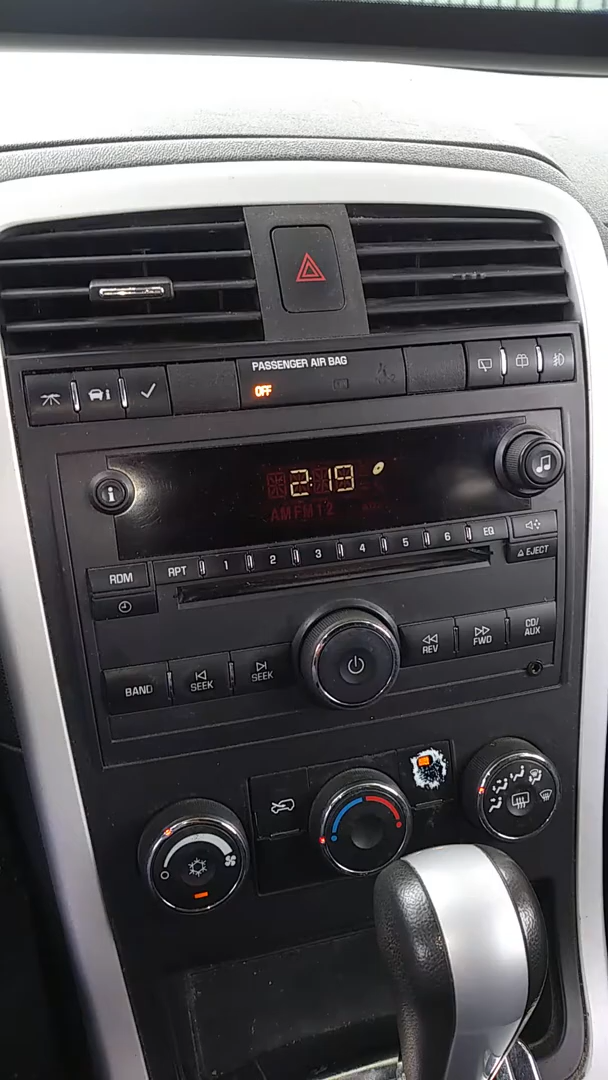 PASSENGER AIR BAG
OFF
2:19
AM FM 1 2
RDM
RPT 1 2 3 4 5 6 EQ
EJECT
BAND
SEEK
SEEK
REV
FWD
CD/
AUX